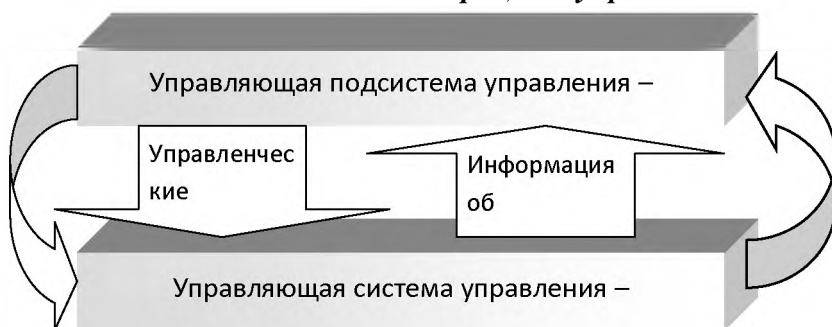 Управляющая подсистема управления –
Управленчес
кие
Информация
об
Управляющая система управления –